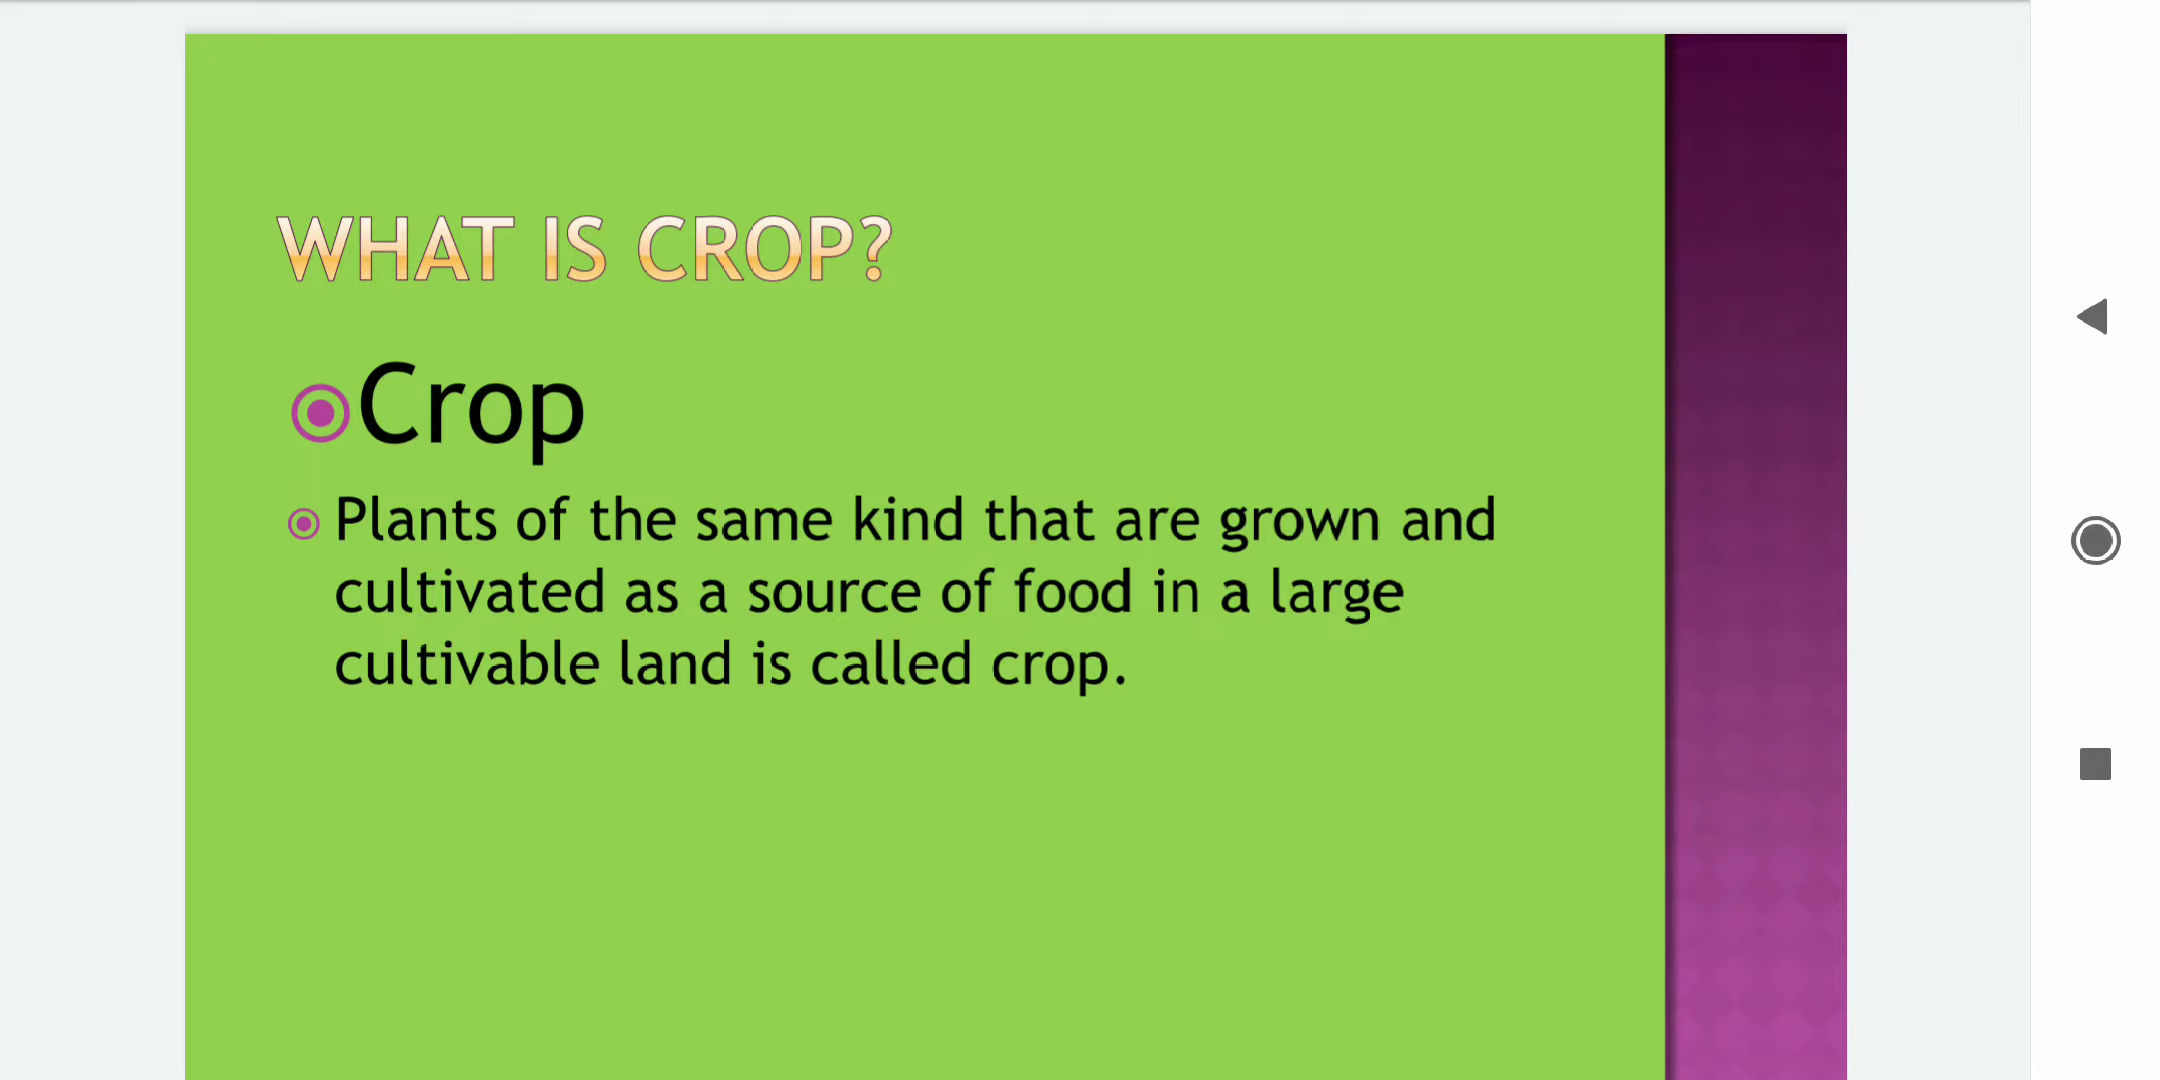 WHAT IS CROP?
Crop
Plants of the same kind that are grown and
cultivated as a source of food in a large
cultivable land is called crop.